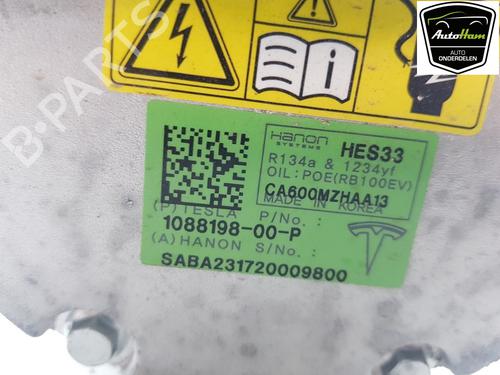 AutoHam
AUTO
ONDERDELEN
B-PARTS
Hanon
SYSTEMS
HES33
R134a & 1234yf
OIL:POE(RB100EV)
CA600MZHAA13
MADE IN KOREA
(P)TESLA P/No.:
1088198-00-P
(A)HANON S/No.:
SABA231720009800